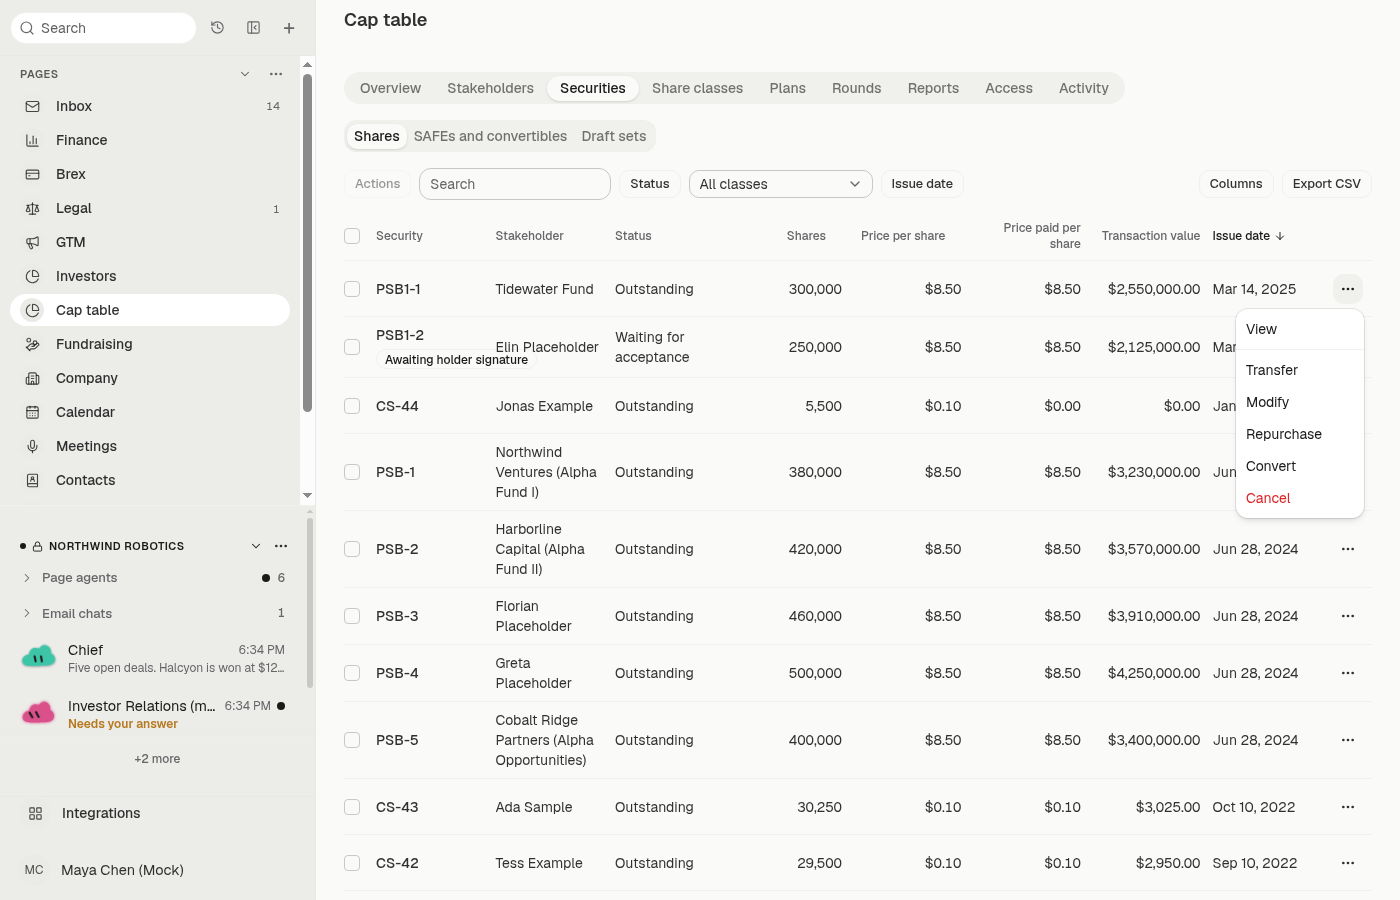 Search
PAGES
Inbox 14
Finance
Brex
Legal 1
GTM
Investors
Cap table
Fundraising
Company
Calendar
Meetings
Contacts
NORTHWIND ROBOTICS
Page agents 6
Email chats 1
Chief 6:34 PM
Five open deals. Halcyon is won at $12...
Investor Relations (m... 6:34 PM
Needs your answer
+2 more
Integrations
MC Maya Chen (Mock)
Cap table
Overview Stakeholders Securities Share classes Plans Rounds Reports Access Activity
Shares SAFEs and convertibles Draft sets
Actions Search Status All classes Issue date Columns Export CSV
Security Stakeholder Status Shares Price per share Price paid per share Transaction value Issue date
PSB1-1 Tidewater Fund Outstanding 300,000 $8.50 $8.50 $2,550,000.00 Mar 14, 2025
PSB1-2 Awaiting holder signature Elin Placeholder Waiting for acceptance 250,000 $8.50 $8.50 $2,125,000.00 Mar
CS-44 Jonas Example Outstanding 5,500 $0.10 $0.00 $0.00 Jan
PSB-1 Northwind Ventures (Alpha Fund I) Outstanding 380,000 $8.50 $8.50 $3,230,000.00 Jun
PSB-2 Harborline Capital (Alpha Fund II) Outstanding 420,000 $8.50 $8.50 $3,570,000.00 Jun 28, 2024
PSB-3 Florian Placeholder Outstanding 460,000 $8.50 $8.50 $3,910,000.00 Jun 28, 2024
PSB-4 Greta Placeholder Outstanding 500,000 $8.50 $8.50 $4,250,000.00 Jun 28, 2024
PSB-5 Cobalt Ridge Partners (Alpha Opportunities) Outstanding 400,000 $8.50 $8.50 $3,400,000.00 Jun 28, 2024
CS-43 Ada Sample Outstanding 30,250 $0.10 $0.10 $3,025.00 Oct 10, 2022
CS-42 Tess Example Outstanding 29,500 $0.10 $0.10 $2,950.00 Sep 10, 2022
View
Transfer
Modify
Repurchase
Convert
Cancel